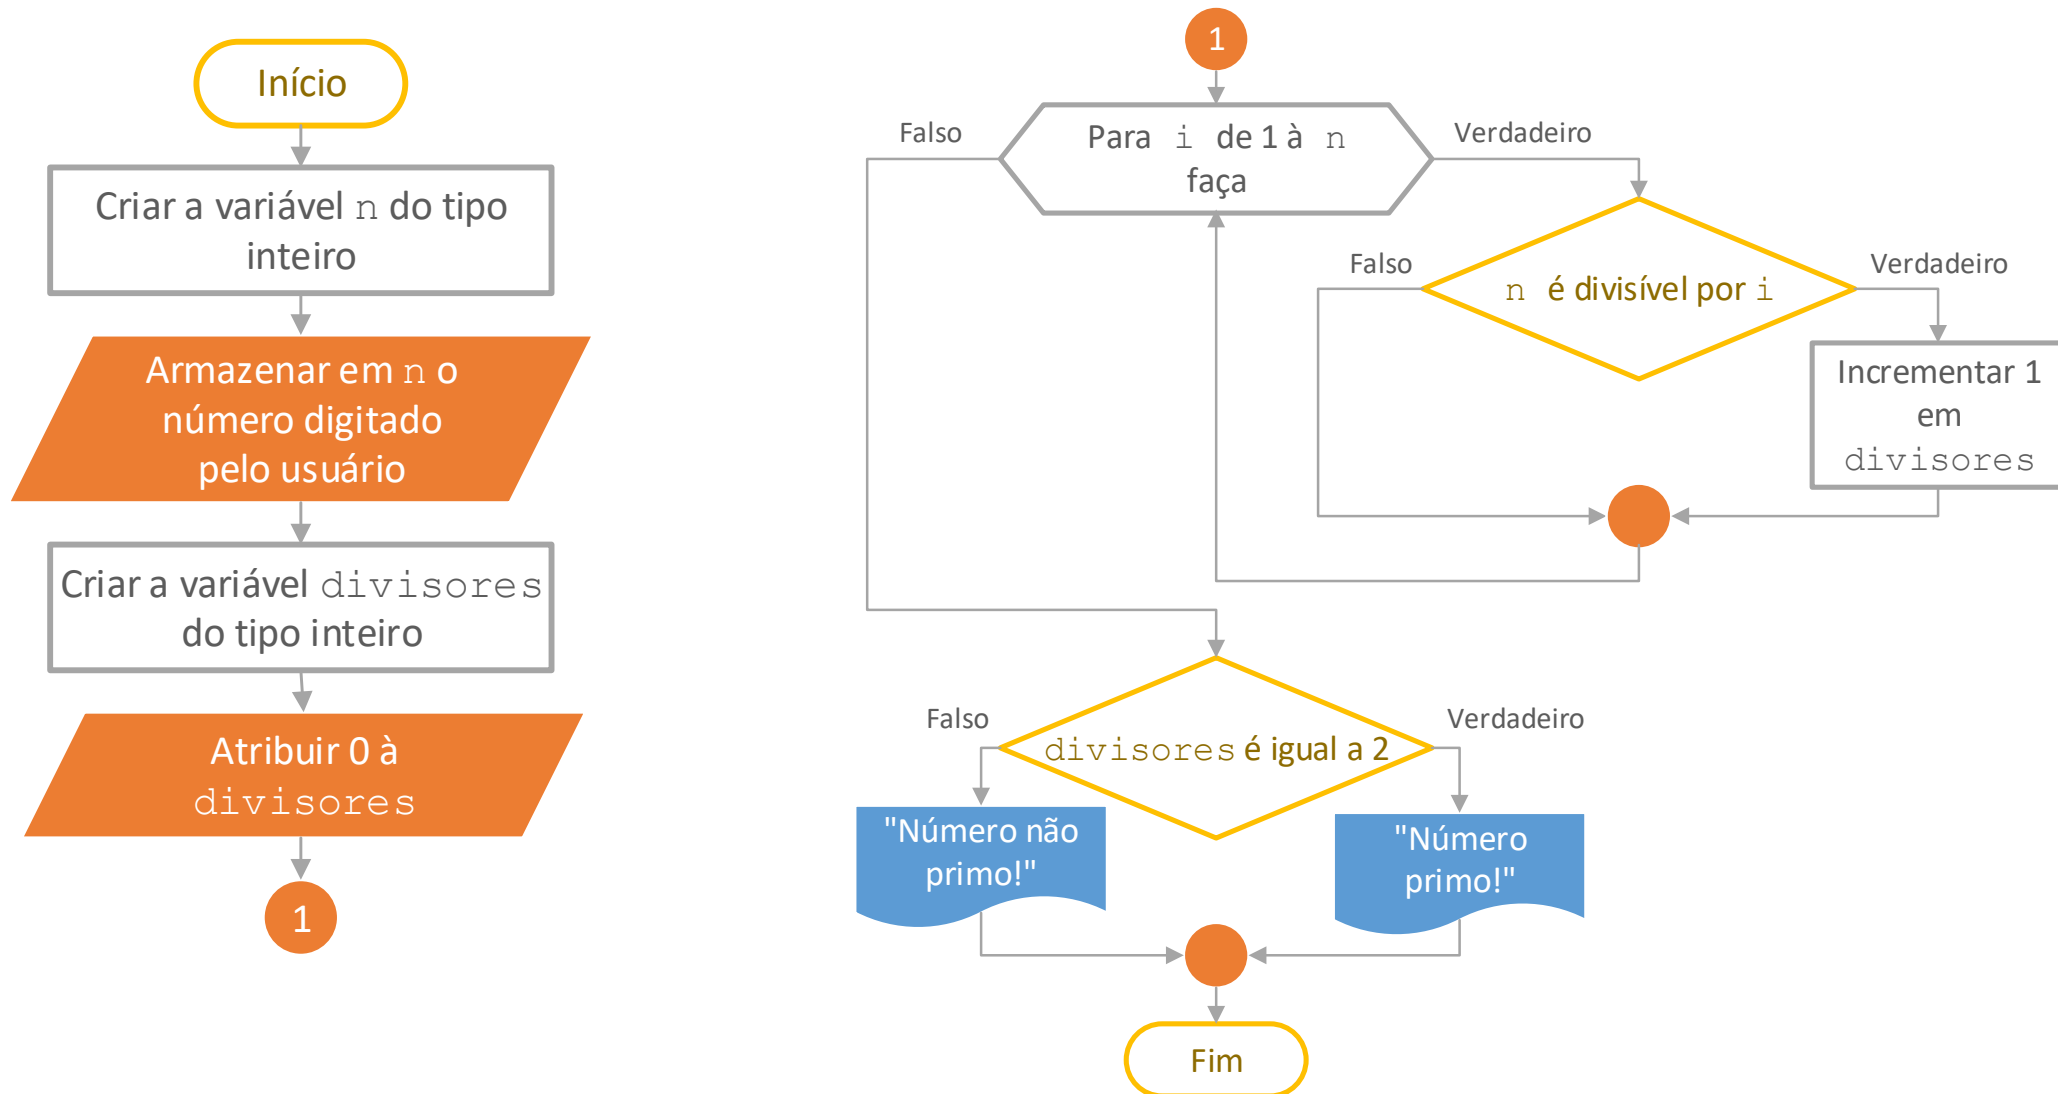 Início
Criar a variável n do tipo
inteiro
Armazenar em n o
número digitado
pelo usuário
Criar a variável divisores
do tipo inteiro
Atribuir 0 à
divisores
1
1
Falso
Para i de 1 à n
faça
Verdadeiro
Falso
n é divisível por i
Verdadeiro
Incrementar 1
em
divisores
Falso
divisores é igual a 2
Verdadeiro
"Número não
primo!"
"Número
primo!"
Fim